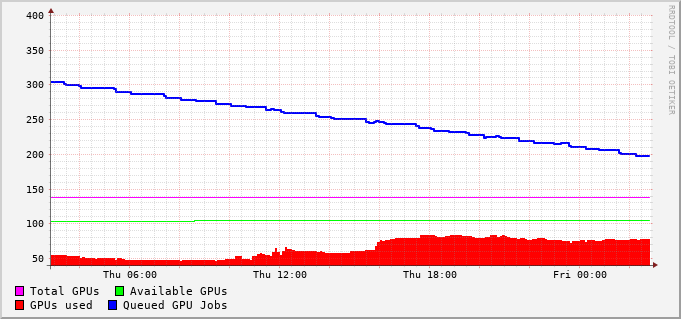 400
350
300
250
200
150
100
50
Thu 06:00 Thu 12:00 Thu 18:00 Fri 00:00
Total GPUs Available GPUs
GPUs used Queued GPU Jobs
RRDTOOL / TOBI OETIKER